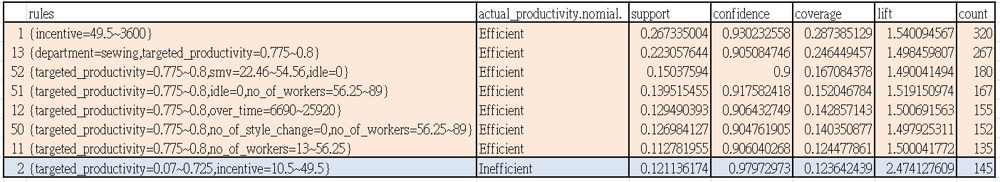 rules actual_productivity.nomial. support confidence coverage lift count
1 {incentive=49.5~3600} Efficient 0.267335004 0.930232558 0.287385129 1.540094567 320
13 {department=sewing,targeted_productivity=0.775~0.8} Efficient 0.223057644 0.905084746 0.246449457 1.498459807 267
52 {targeted_productivity=0.775~0.8,smv=22.46~54.56,idle=0} Efficient 0.15037594 0.9 0.167084378 1.490041494 180
51 {targeted_productivity=0.775~0.8,idle=0,no_of_workers=56.25~89} Efficient 0.139515455 0.917582418 0.152046784 1.519150974 167
12 {targeted_productivity=0.775~0.8,over_time=6690~25920} Efficient 0.129490393 0.906432749 0.142857143 1.500691563 155
50 {targeted_productivity=0.775~0.8,no_of_style_change=0,no_of_workers=56.25~89} Efficient 0.126984127 0.904761905 0.140350877 1.497925311 152
11 {targeted_productivity=0.775~0.8,no_of_workers=13~56.25} Efficient 0.112781955 0.906040268 0.124477861 1.500041772 135
2 {targeted_productivity=0.07~0.725,incentive=10.5~49.5} Inefficient 0.121136174 0.97972973 0.123642439 2.474127609 145